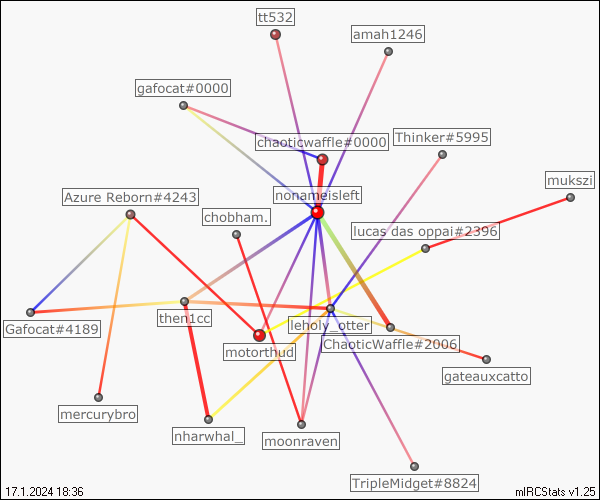 tt532
amah1246
gafocat#0000
chaoticwaffle#0000
Thinker#5995
mukszi
nonameisleft
Azure Reborn#4243
chobham.
lucas das oppai#2396
then1cc
leholy_otter
Gafocat#4189
ChaoticWaffle#2006
motorthud
gateauxcatto
mercurybro
nharwhal_
moonraven
TripleMidget#8824
17.1.2024 18:36
mIRCStats v1.25